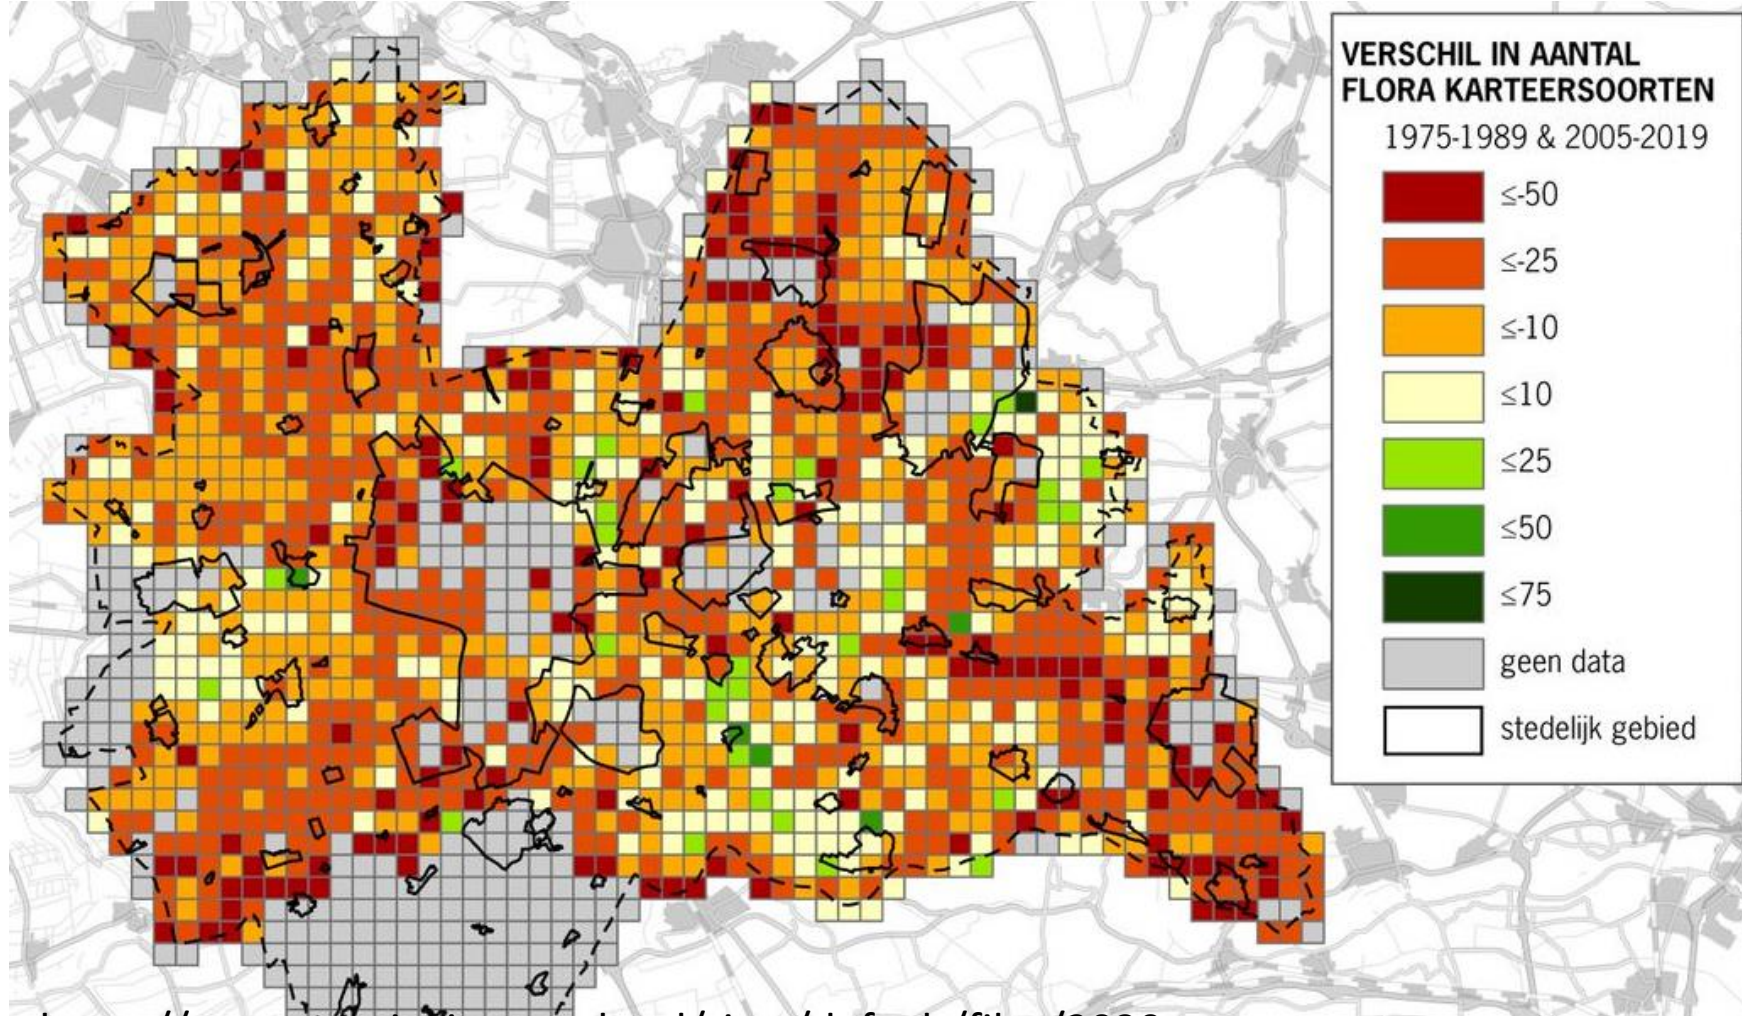 VERSCHIL IN AANTAL
FLORA KARTEERSOORTEN
1975-1989 & 2005-2019
≤-50
≤-25
≤-10
≤10
≤25
≤50
≤75
geen data
stedelijk gebied